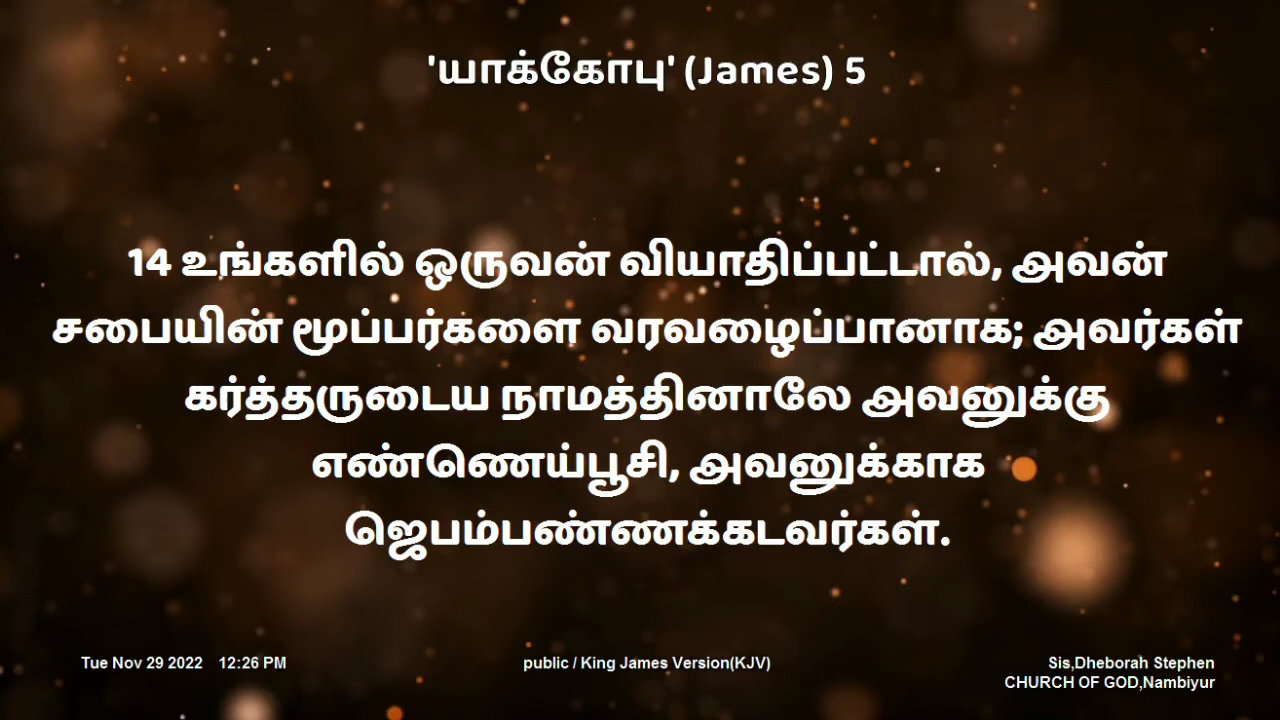 'யாக்கோபு' (James) 5
14 உங்களில் ஒருவன் வியாதிப்பட்டால், அவன்
சபையின் மூப்பர்களை வரவழைப்பானாக; அவர்கள்
கர்த்தருடைய நாமத்தினாலே அவனுக்கு
எண்ணெய்பூசி, அவனுக்காக
ஜெபம்பண்ணக்கடவர்கள்.
Tue Nov 29 2022 12:26 PM
public / King James Version(KJV)
Sis,Dheborah Stephen
CHURCH OF GOD,Nambiyur